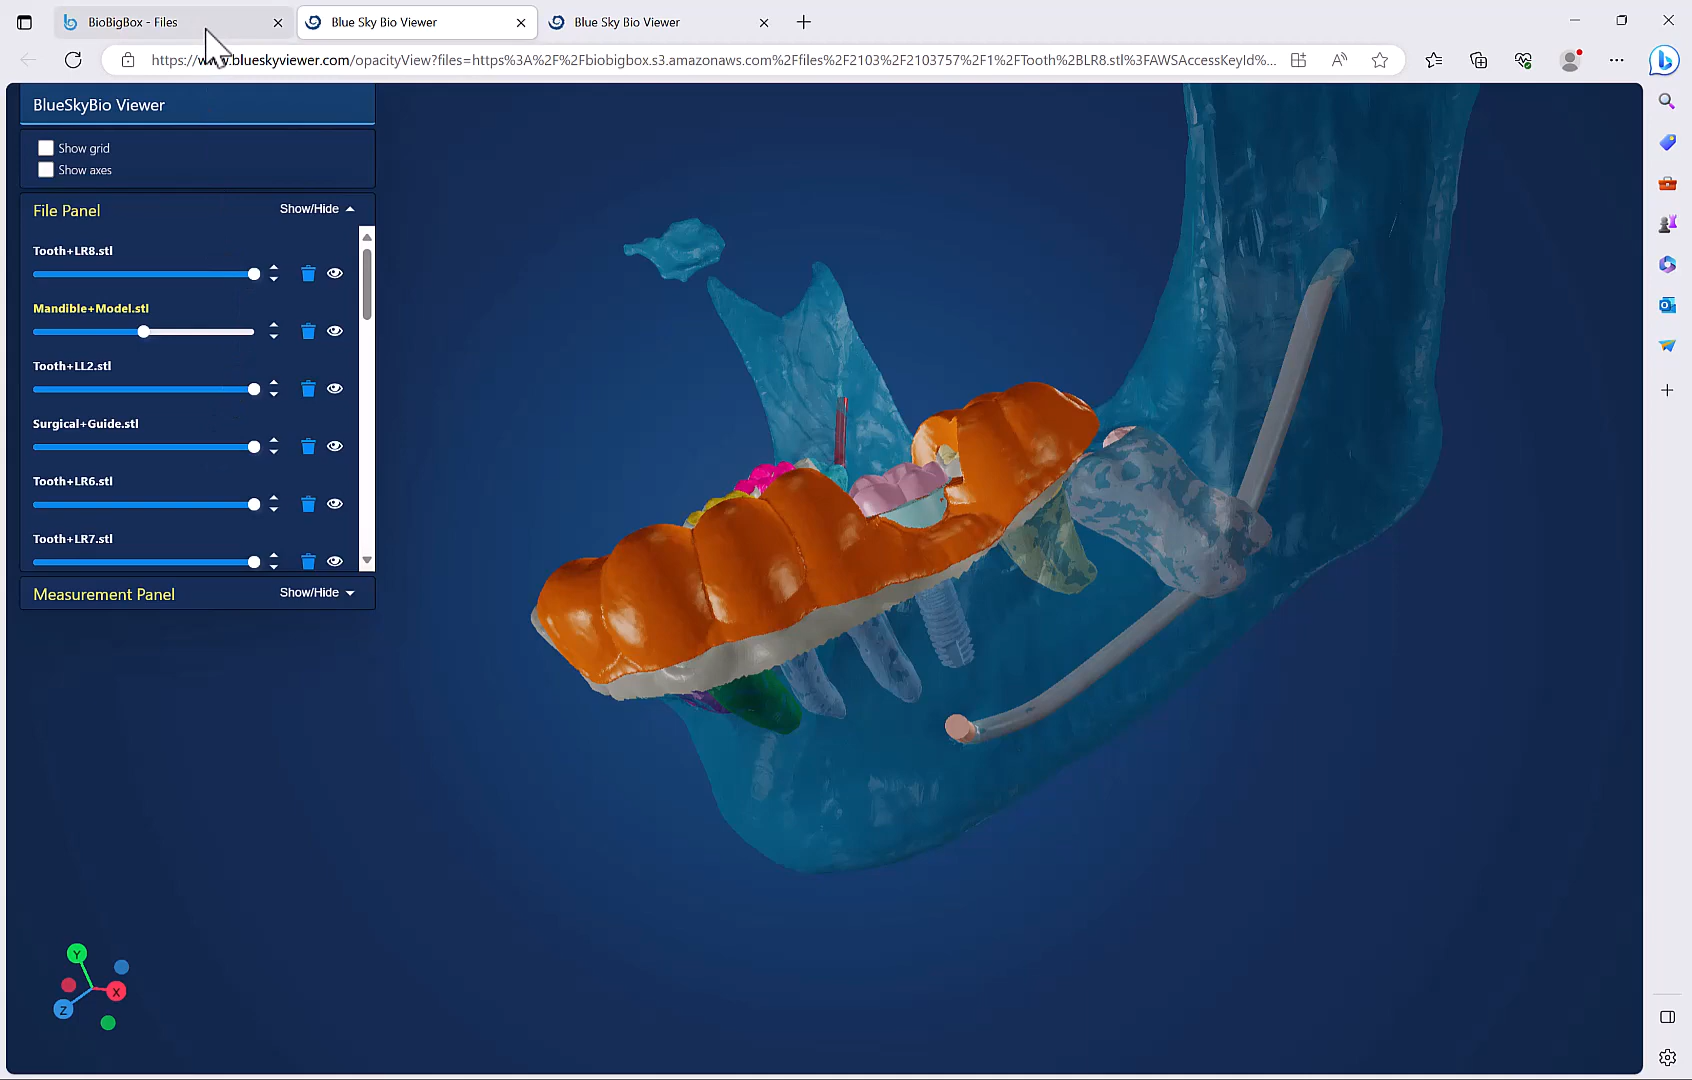 BioBigBox - Files
Blue Sky Bio Viewer
Blue Sky Bio Viewer
https://www.blueskyviewer.com/opacityView?files=https%3A%2F%2Fbiobigbox.s3.amazonaws.com%2Ffiles%2F2103%2F2103757%2F1%2FTooth%2BLR8.stl%3FAWSAccessKeyId%...
BlueSkyBio Viewer
Show grid
Show axes
File Panel
Show/Hide
Tooth+LR8.stl
Mandible+Model.stl
Tooth+LL2.stl
Surgical+Guide.stl
Tooth+LR6.stl
Tooth+LR7.stl
Measurement Panel
Show/Hide
Y
X
Z